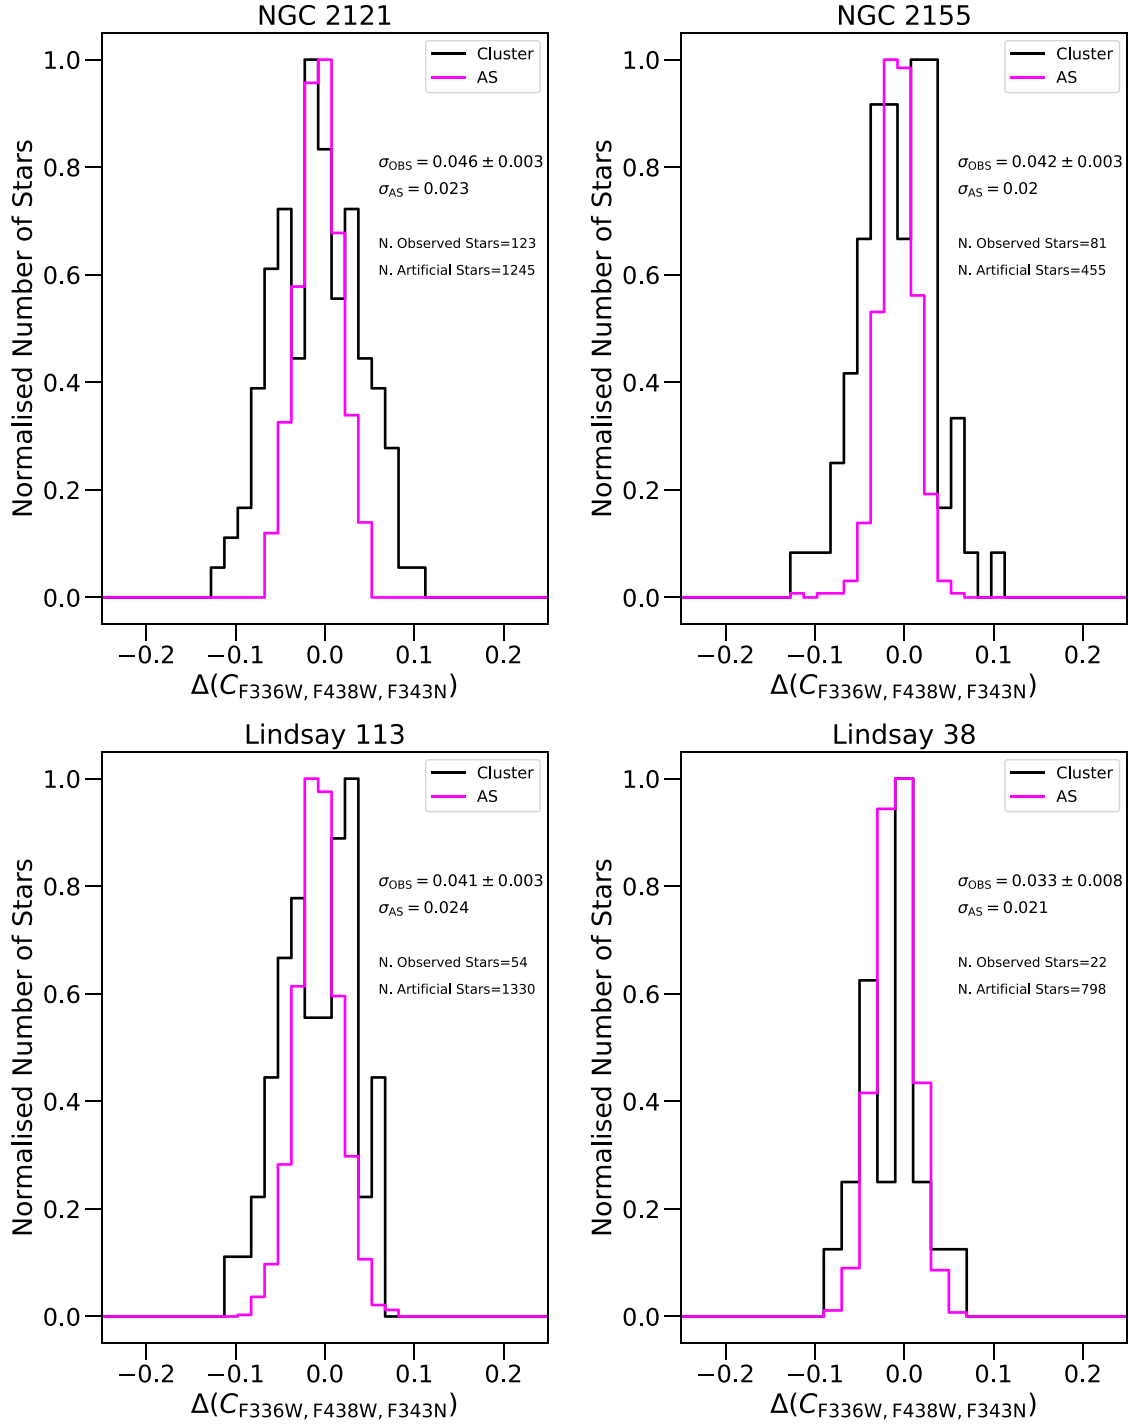 NGC 2121
Cluster
AS
σOBS = 0.046 ± 0.003
σAS = 0.023
N. Observed Stars=123
N. Artificial Stars=1245
1.0
0.8
0.6
0.4
0.2
0.0
Normalised Number of Stars
−0.2 −0.1 0.0 0.1 0.2
Δ(CF336W, F438W, F343N)
NGC 2155
Cluster
AS
σOBS = 0.042 ± 0.003
σAS = 0.02
N. Observed Stars=81
N. Artificial Stars=455
1.0
0.8
0.6
0.4
0.2
0.0
Normalised Number of Stars
−0.2 −0.1 0.0 0.1 0.2
Δ(CF336W, F438W, F343N)
Lindsay 113
Cluster
AS
σOBS = 0.041 ± 0.003
σAS = 0.024
N. Observed Stars=54
N. Artificial Stars=1330
1.0
0.8
0.6
0.4
0.2
0.0
Normalised Number of Stars
−0.2 −0.1 0.0 0.1 0.2
Δ(CF336W, F438W, F343N)
Lindsay 38
Cluster
AS
σOBS = 0.033 ± 0.008
σAS = 0.021
N. Observed Stars=22
N. Artificial Stars=798
1.0
0.8
0.6
0.4
0.2
0.0
Normalised Number of Stars
−0.2 −0.1 0.0 0.1 0.2
Δ(CF336W, F438W, F343N)